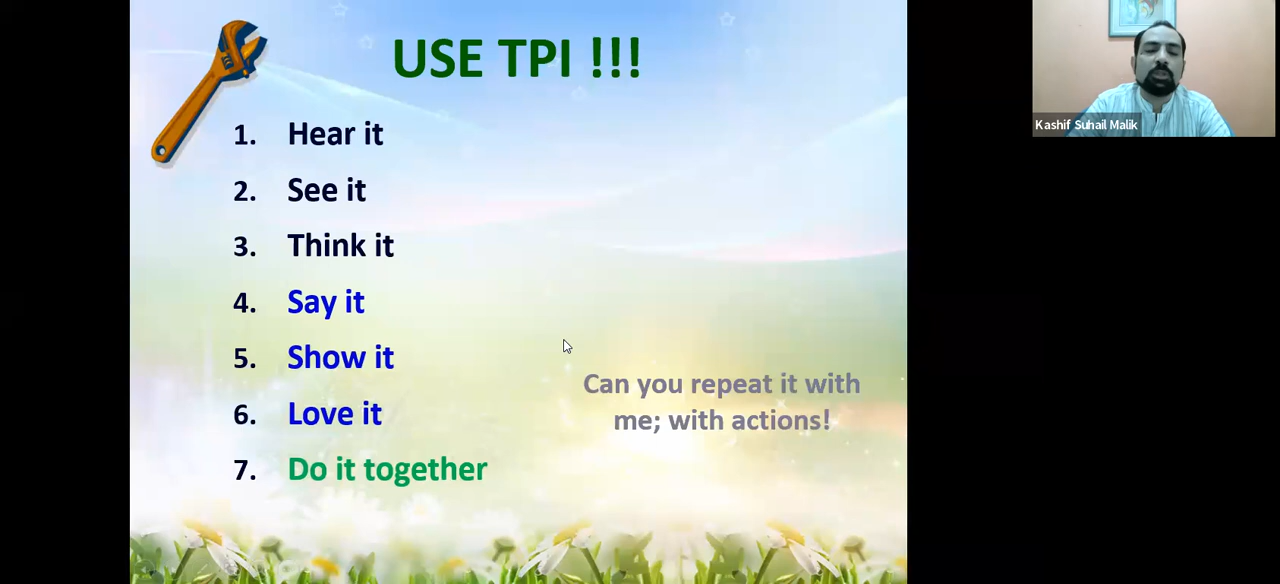 USE TPI !!!
1. Hear it
2. See it
3. Think it
4. Say it
5. Show it
6. Love it
7. Do it together
Can you repeat it with
me; with actions!
Kashif Suhail Malik